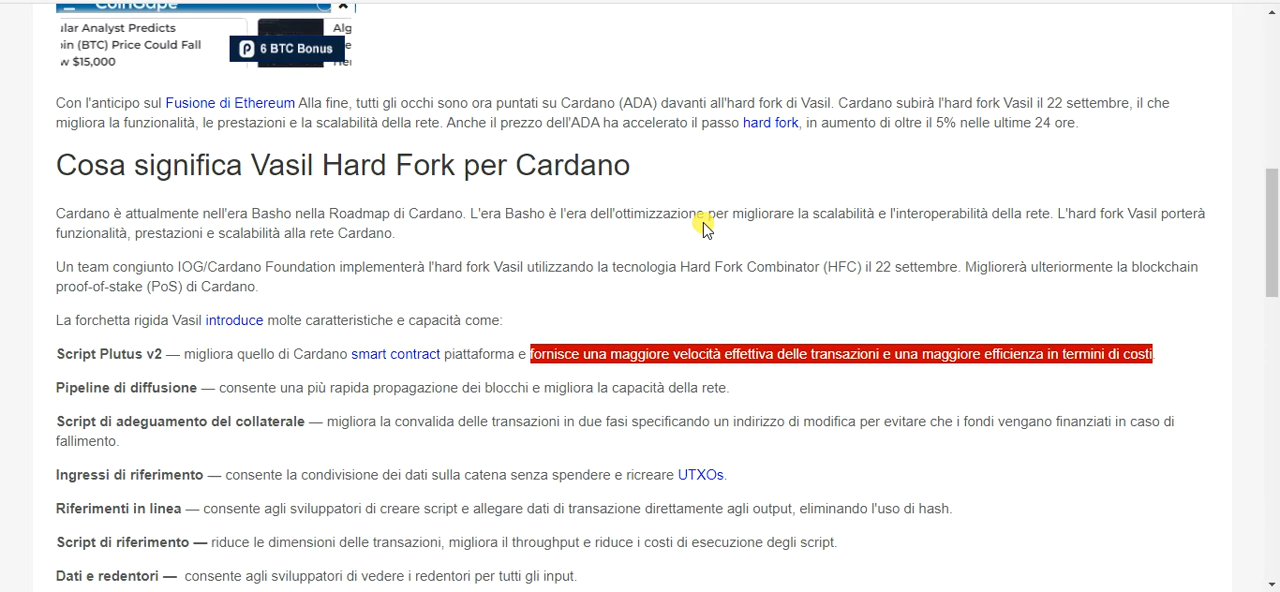 CoinGape
lar Analyst Predicts
in (BTC) Price Could Fall
w $15,000
Alg
6 BTC Bonus
Con l'anticipo sul Fusione di Ethereum Alla fine, tutti gli occhi sono ora puntati su Cardano (ADA) davanti all'hard fork di Vasil. Cardano subirà l'hard fork Vasil il 22 settembre, il che
migliora la funzionalità, le prestazioni e la scalabilità della rete. Anche il prezzo dell'ADA ha accelerato il passo hard fork, in aumento di oltre il 5% nelle ultime 24 ore.
Cosa significa Vasil Hard Fork per Cardano
Cardano è attualmente nell'era Basho nella Roadmap di Cardano. L'era Basho è l'era dell'ottimizzazione per migliorare la scalabilità e l'interoperabilità della rete. L'hard fork Vasil porterà
funzionalità, prestazioni e scalabilità alla rete Cardano.
Un team congiunto IOG/Cardano Foundation implementerà l'hard fork Vasil utilizzando la tecnologia Hard Fork Combinator (HFC) il 22 settembre. Migliorerà ulteriormente la blockchain
proof-of-stake (PoS) di Cardano.
La forchetta rigida Vasil introduce molte caratteristiche e capacità come:
Script Plutus v2 — migliora quello di Cardano smart contract piattaforma e fornisce una maggiore velocità effettiva delle transazioni e una maggiore efficienza in termini di costi.
Pipeline di diffusione — consente una più rapida propagazione dei blocchi e migliora la capacità della rete.
Script di adeguamento del collaterale — migliora la convalida delle transazioni in due fasi specificando un indirizzo di modifica per evitare che i fondi vengano finanziati in caso di
fallimento.
Ingressi di riferimento — consente la condivisione dei dati sulla catena senza spendere e ricreare UTXOs.
Riferimenti in linea — consente agli sviluppatori di creare script e allegare dati di transazione direttamente agli output, eliminando l'uso di hash.
Script di riferimento — riduce le dimensioni delle transazioni, migliora il throughput e riduce i costi di esecuzione degli script.
Dati e redentori — consente agli sviluppatori di vedere i redentori per tutti gli input.